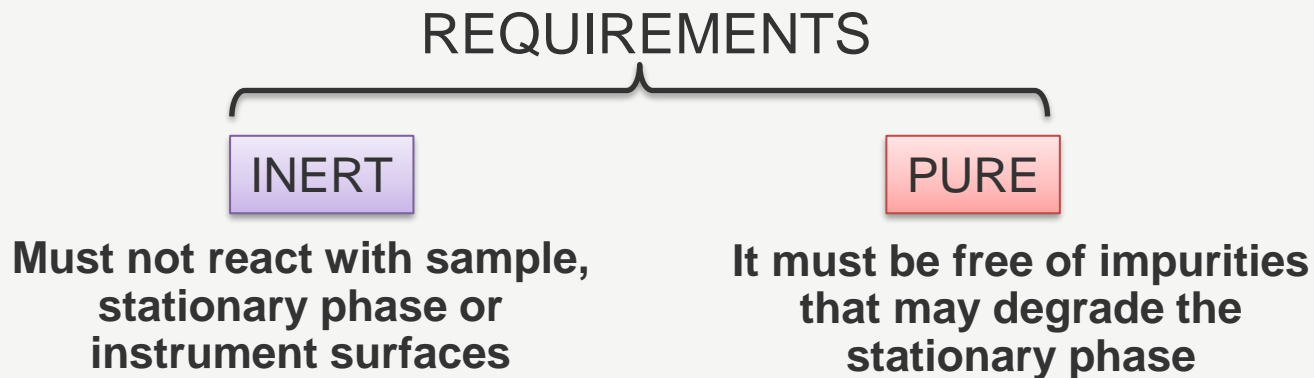 REQUIREMENTS
INERT
Must not react with sample,
stationary phase or
instrument surfaces
PURE
It must be free of impurities
that may degrade the
stationary phase